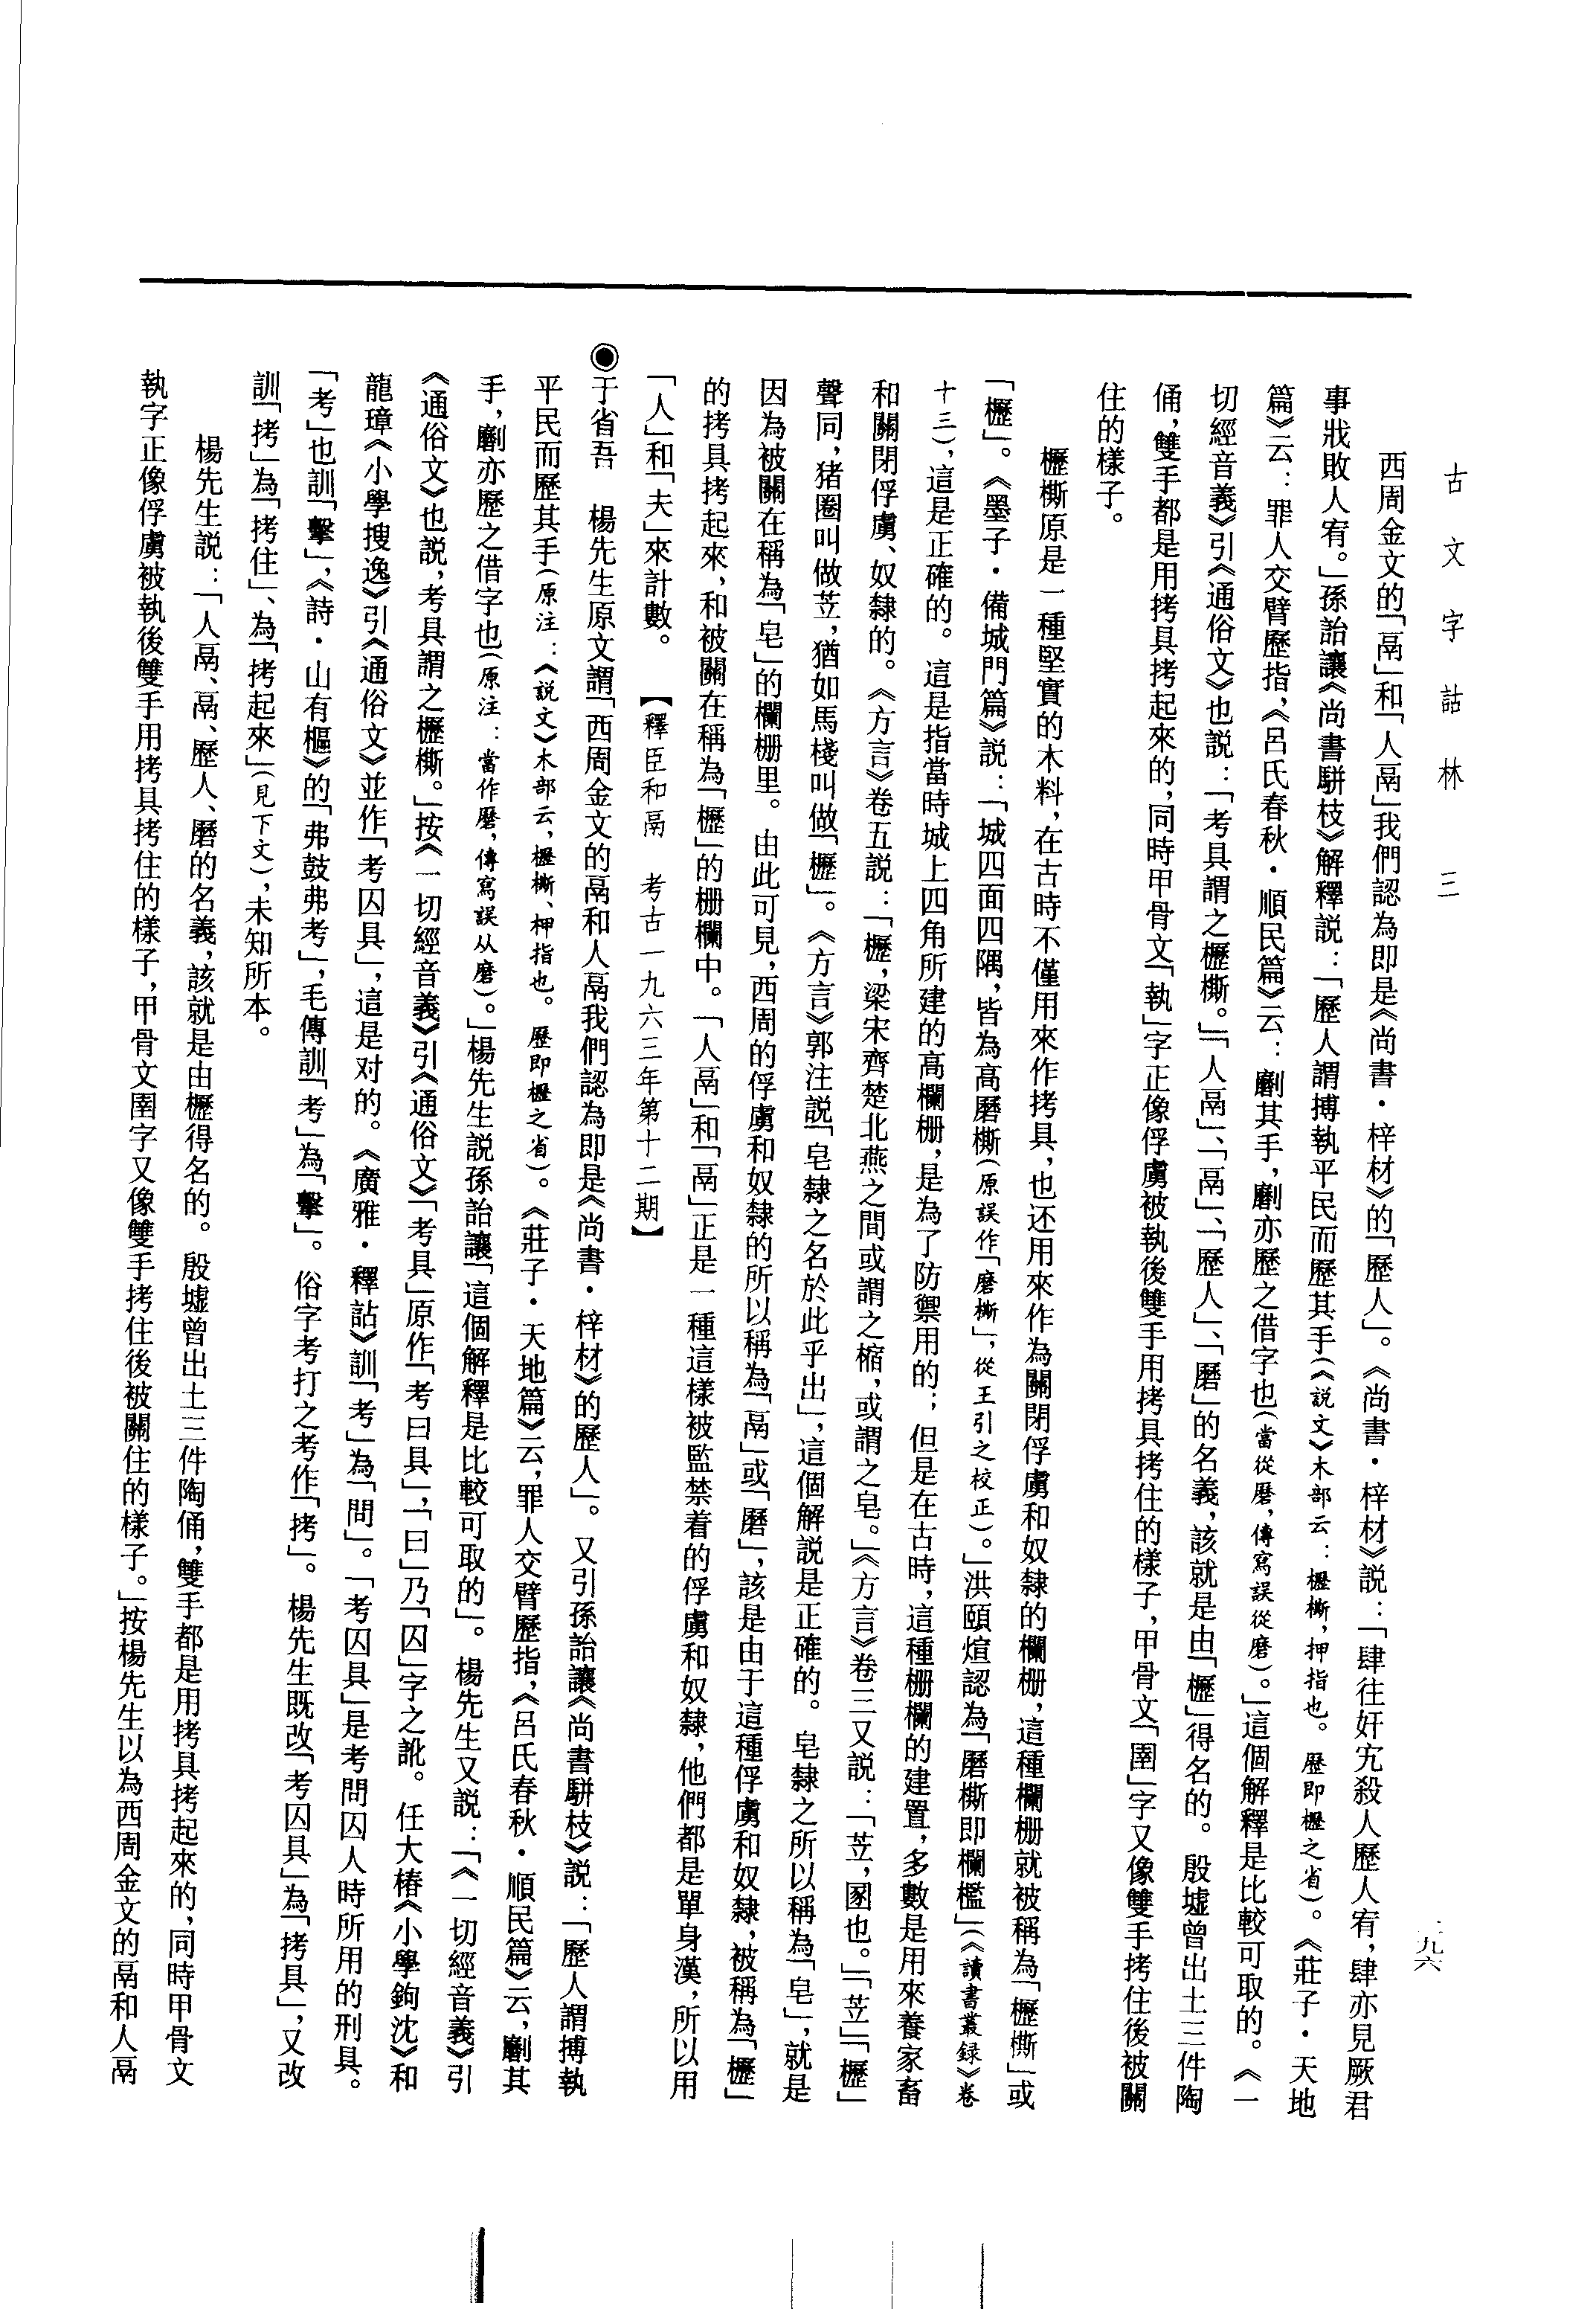 古文字詁林 三
二九六
西周金文的「鬲」和「人鬲」我們認為即是《尚書·梓材》的「歷人」。《尚書·梓材》説：「肆往奸宄殺人歷人宥，肆亦見厥君
事戕敗人宥。」孫詒讓《尚書駢枝》解釋説：「歷人謂搏執平民而歷其手（《説文》木部云：櫪㯕，押指也。歷即櫪之省）。《莊子·天地
篇》云：罪人交臂歷指，《呂氏春秋·順民篇》云：𠠝其手，𠠝亦歷之借字也（當從曆，傳寫誤從磨）。」這個解釋是比較可取的。《一
切經音義》引《通俗文》也説：「考具謂之櫪㯕。」「人鬲」、「鬲」、「歷人」、「磿」的名義，該就是由「櫪」得名的。殷墟曾出土三件陶
俑，雙手都是用拷具拷起來的，同時甲骨文「執」字正像俘虜被執後雙手用拷具拷住的樣子，甲骨文「圉」字又像雙手拷住後被關
住的樣子。
櫪㯕原是一種堅實的木料，在古時不僅用來作拷具，也还用來作為關閉俘虜和奴隸的欄栅，這種欄栅就被稱為「櫪㯕」或
「櫪」。《墨子·備城門篇》説：「城四面四隅，皆為高磿㯕（原誤作「磨㯕」，從王引之校正）。」洪頤煊認為「磿㯕即欄檻」（《讀書叢録》卷
十三），這是正確的。這是指當時城上四角所建的高欄栅，是為了防禦用的；但是在古時，這種栅欄的建置，多數是用來養家畜
和關閉俘虜、奴隸的。《方言》卷五説：「櫪，梁宋齊楚北燕之間或謂之樎，或謂之皂。」《方言》卷三又説：「苙，圂也。」「苙」「櫪」
聲同，猪圈叫做苙，猶如馬棧叫做「櫪」。《方言》郭注説「皂隸之名於此乎出」，這個解説是正確的。皂隸之所以稱為「皂」，就是
因為被關在稱為「皂」的欄栅里。由此可見，西周的俘虜和奴隸的所以稱為「鬲」或「磿」，該是由于這種俘虜和奴隸，被稱為「櫪」
的拷具拷起來，和被關在稱為「櫪」的栅欄中。「人鬲」和「鬲」正是一種這樣被監禁着的俘虜和奴隸，他們都是單身漢，所以用
「人」和「夫」來計數。【釋臣和鬲 考古一九六三年第十二期】
◉于省吾 楊先生原文謂「西周金文的鬲和人鬲我們認為即是《尚書·梓材》的歷人」。又引孫詒讓《尚書駢枝》説：「歷人謂搏執
平民而歷其手（原注：《説文》木部云，櫪㯕、柙指也。歷即櫪之省）。《莊子·天地篇》云，罪人交臂歷指，《呂氏春秋·順民篇》云，𠠝其
手，𠠝亦歷之借字也（原注：當作曆，傳寫誤从磨）。」楊先生説孫詒讓「這個解釋是比較可取的」。楊先生又説：「《一切經音義》引
《通俗文》也説，考具謂之櫪㯕。」按《一切經音義》引《通俗文》「考具」原作「考曰具」，「曰」乃「囚」字之訛。任大椿《小學鉤沈》和
龍璋《小學搜逸》引《通俗文》並作「考囚具」，這是对的。《廣雅·釋詁》訓「考」為「問」。「考囚具」是考問囚人時所用的刑具。
「考」也訓「擊」，《詩·山有樞》的「弗鼓弗考」，毛傳訓「考」為「擊」。俗字考打之考作「拷」。楊先生既改「考囚具」為「拷具」，又改
訓「拷」為「拷住」、為「拷起來」（見下文），未知所本。
楊先生説：「人鬲、鬲、歷人、磿的名義，該就是由櫪得名的。殷墟曾出土三件陶俑，雙手都是用拷具拷起來的，同時甲骨文
執字正像俘虜被執後雙手用拷具拷住的樣子，甲骨文圉字又像雙手拷住後被關住的樣子。」按楊先生以為西周金文的鬲和人鬲